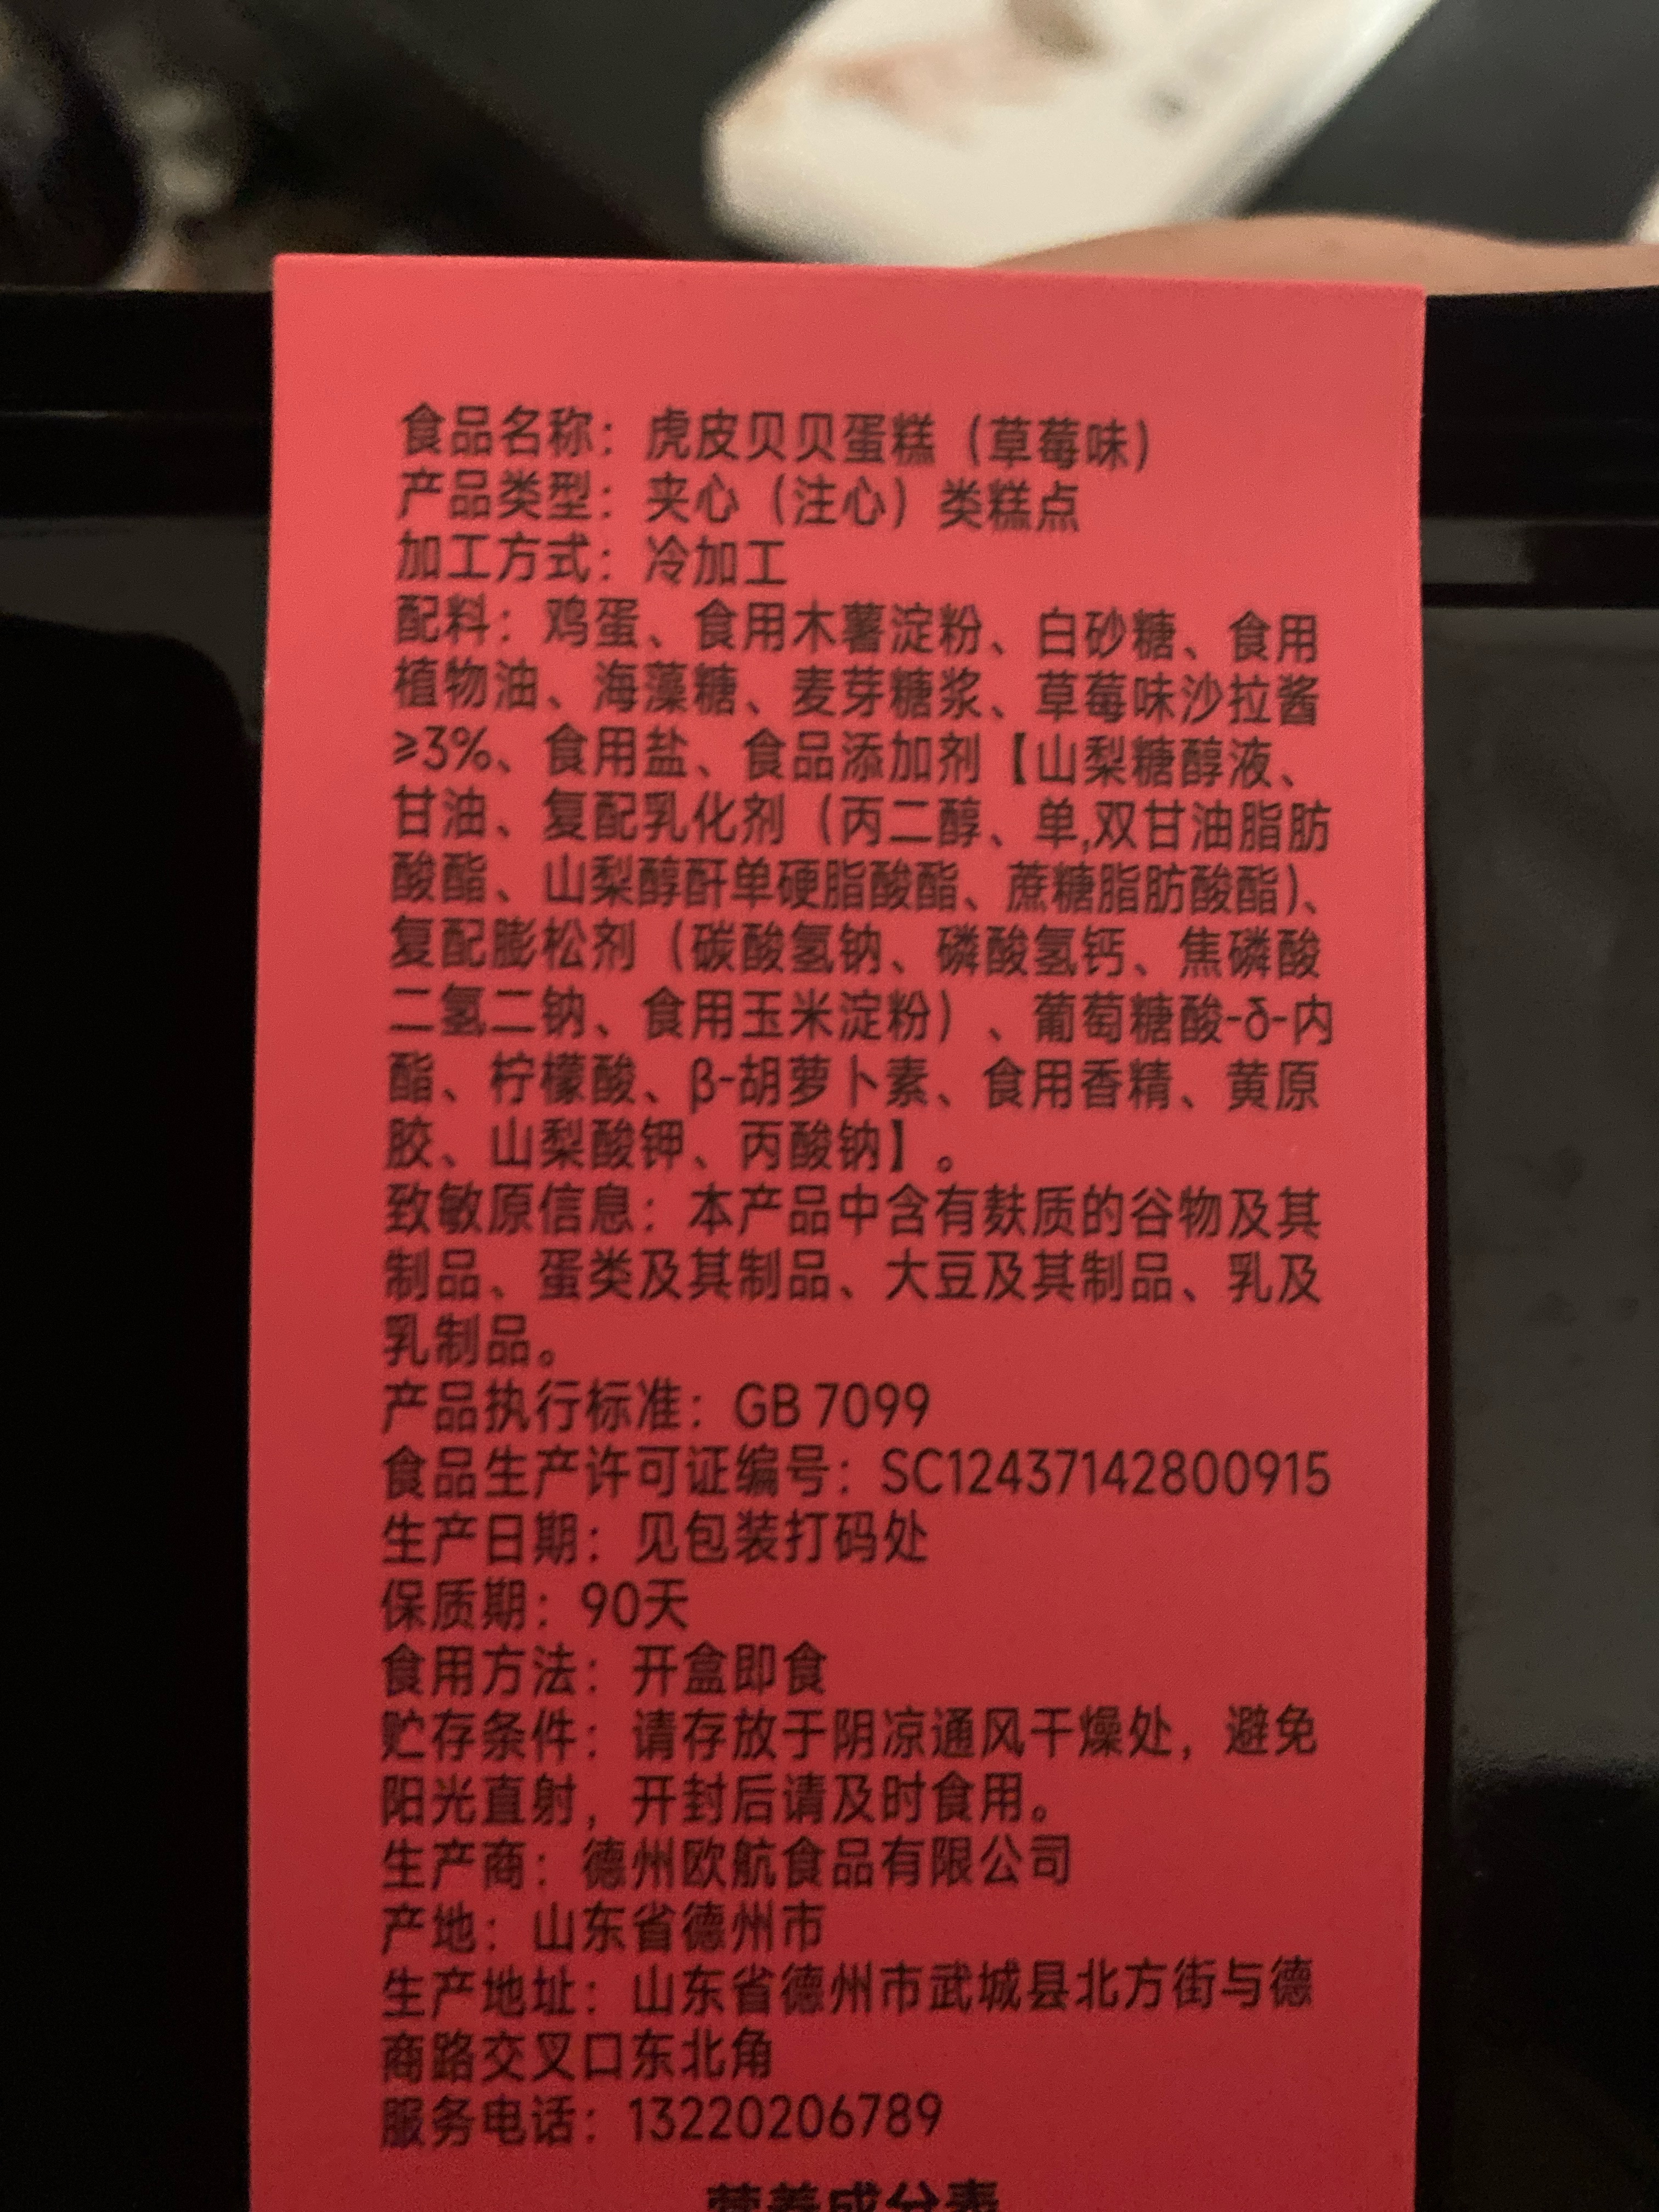 食品名称：虎皮贝贝蛋糕（草莓味）
产品类型：夹心（注心）类糕点
加工方式：冷加工
配料：鸡蛋、食用木薯淀粉、白砂糖、食用
植物油、海藻糖、麦芽糖浆、草莓味沙拉酱
≥3%、食用盐、食品添加剂【山梨糖醇液、
甘油、复配乳化剂（丙二醇、单,双甘油脂肪
酸酯、山梨醇酐单硬脂酸酯、蔗糖脂肪酸酯）、
复配膨松剂（碳酸氢钠、磷酸氢钙、焦磷酸
二氢二钠、食用玉米淀粉）、葡萄糖酸-δ-内
酯、柠檬酸、β-胡萝卜素、食用香精、黄原
胶、山梨酸钾、丙酸钠】。
致敏原信息：本产品中含有麸质的谷物及其
制品、蛋类及其制品、大豆及其制品、乳及
乳制品。
产品执行标准：GB 7099
食品生产许可证编号：SC12437142800915
生产日期：见包装打码处
保质期：90天
食用方法：开盒即食
贮存条件：请存放于阴凉通风干燥处，避免
阳光直射，开封后请及时食用。
生产商：德州欧航食品有限公司
产地：山东省德州市
生产地址：山东省德州市武城县北方街与德
商路交叉口东北角
服务电话：13220206789
营养成分表